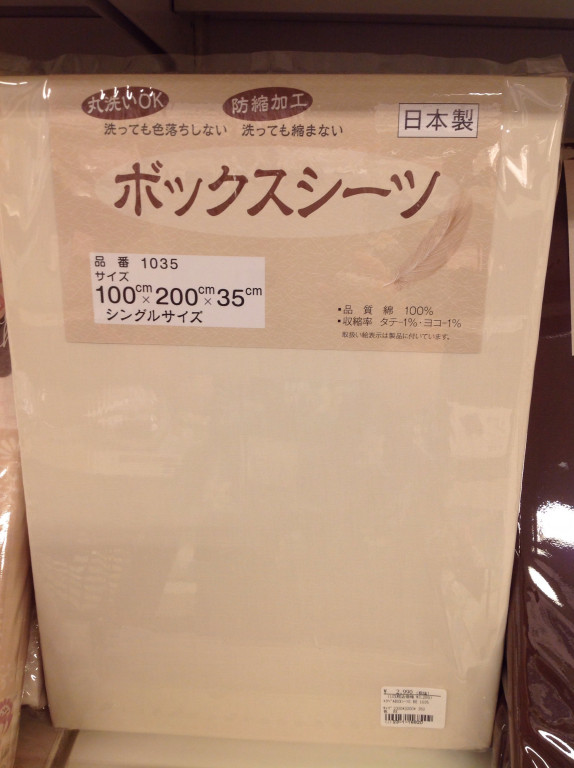 丸洗いOK
防縮加工
洗っても色落ちしない
洗っても縮まない
日本製
ボックスシーツ
品 番 1035
サイズ
100cm×200cm×35cm
シングルサイズ
・品 質 綿 100%
・収縮率 タテ-1%・ヨコ-1%
取扱い絵表示は製品に付いています。